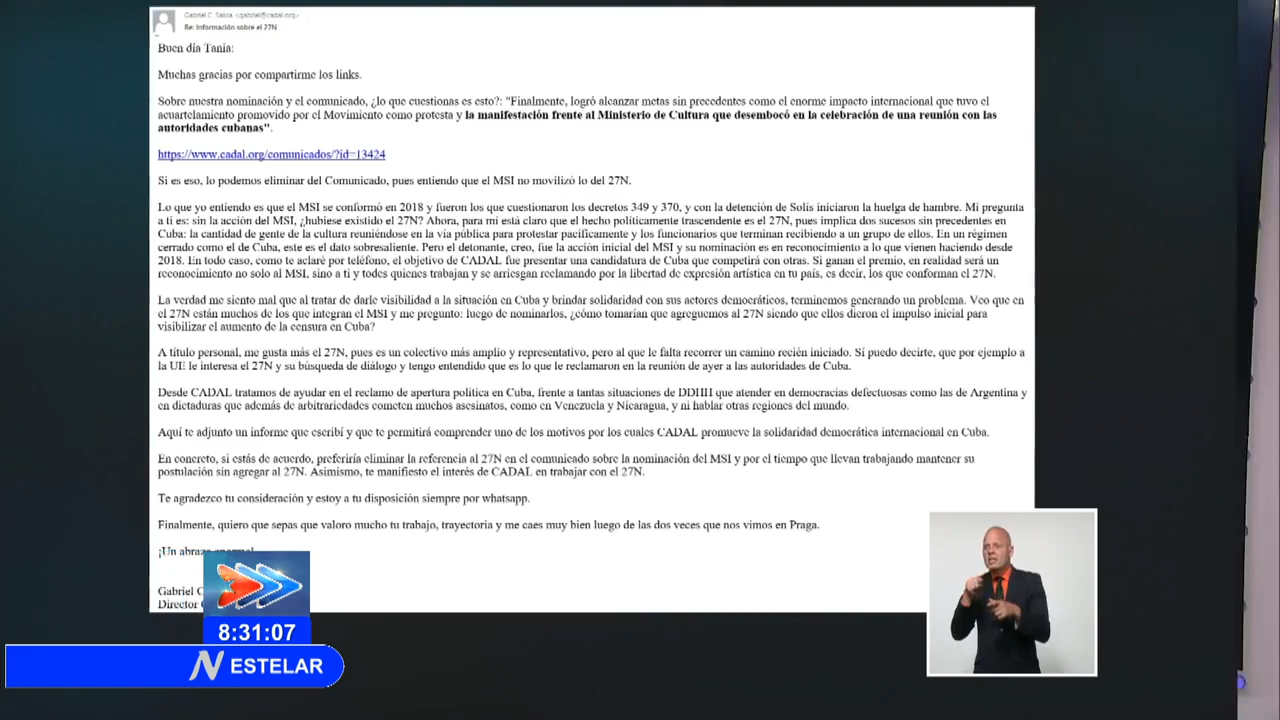 Gabriel C. Salvia <gabriel@cadal.org>
Re: Información sobre el 27N
Buen día Tania:
Muchas gracias por compartirme los links.
Sobre nuestra nominación y el comunicado, ¿lo que cuestionas es esto?: "Finalmente, logró alcanzar metas sin precedentes como el enorme impacto internacional que tuvo el
acuartelamiento promovido por el Movimiento como protesta y la manifestación frente al Ministerio de Cultura que desembocó en la celebración de una reunión con las
autoridades cubanas".
https://www.cadal.org/comunicados/?id=13424
Si es eso, lo podemos eliminar del Comunicado, pues entiendo que el MSI no movilizó lo del 27N.
Lo que yo entiendo es que el MSI se conformó en 2018 y fueron los que cuestionaron los decretos 349 y 370, y con la detención de Solís iniciaron la huelga de hambre. Mi pregunta
a ti es: sin la acción del MSI, ¿hubiese existido el 27N? Ahora, para mi está claro que el hecho políticamente trascendente es el 27N, pues implica dos sucesos sin precedentes en
Cuba: la cantidad de gente de la cultura reuniéndose en la vía pública para protestar pacíficamente y los funcionarios que terminan recibiendo a un grupo de ellos. En un régimen
cerrado como el de Cuba, este es el dato sobresaliente. Pero el detonante, creo, fue la acción inicial del MSI y su nominación es en reconocimiento a lo que vienen haciendo desde
2018. En todo caso, como te aclaré por teléfono, el objetivo de CADAL fue presentar una candidatura de Cuba que competirá con otras. Si ganan el premio, en realidad será un
reconocimiento no solo al MSI, sino a ti y todes quienes trabajan y se arriesgan reclamando por la libertad de expresión artística en tu país, es decir, los que conforman el 27N.
La verdad me siento mal que al tratar de darle visibilidad a la situación en Cuba y brindar solidaridad con sus actores democráticos, terminemos generando un problema. Veo que en
el 27N están muchos de los que integran el MSI y me pregunto: luego de nominarlos, ¿cómo tomarían que agreguemos al 27N siendo que ellos dieron el impulso inicial para
visibilizar el aumento de la censura en Cuba?
A título personal, me gusta más el 27N, pues es un colectivo más amplio y representativo, pero al que le falta recorrer un camino recién iniciado. Sí puedo decirte, que por ejemplo a
la UE le interesa el 27N y su búsqueda de diálogo y tengo entendido que es lo que le reclamaron en la reunión de ayer a las autoridades de Cuba.
Desde CADAL tratamos de ayudar en el reclamo de apertura política en Cuba, frente a tantas situaciones de DDHH que atender en democracias defectuosas como las de Argentina y
en dictaduras que además de arbitrariedades cometen muchos asesinatos, como en Venezuela y Nicaragua, y ni hablar otras regiones del mundo.
Aquí te adjunto un informe que escribí y que te permitirá comprender uno de los motivos por los cuales CADAL promueve la solidaridad democrática internacional en Cuba.
En concreto, si estás de acuerdo, preferiría eliminar la referencia al 27N en el comunicado sobre la nominación del MSI y por el tiempo que llevan trabajando mantener su
postulación sin agregar al 27N. Asimismo, te manifiesto el interés de CADAL en trabajar con el 27N.
Te agradezco tu consideración y estoy a tu disposición siempre por whatsapp.
Finalmente, quiero que sepas que valoro mucho tu trabajo, trayectoria y me caes muy bien luego de las dos veces que nos vimos en Praga.
¡Un abrazo
Gabriel C
Director
8:31:07
N ESTELAR